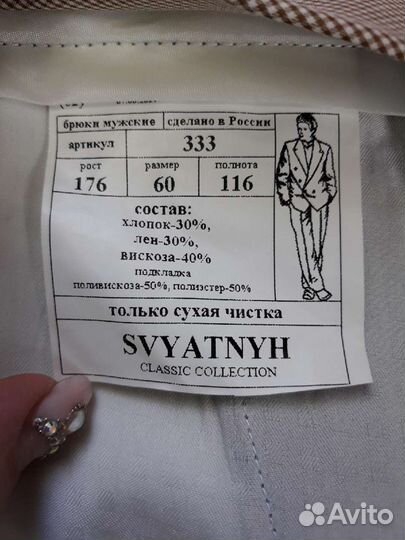 брюки мужские сделано в России
артикул 333
рост размер полнота
176 60 116
состав:
хлопок-30%,
лен-30%,
вискоза-40%
подкладка
поливискоза-50%, полиэстер-50%
только сухая чистка
SVYATNYH
CLASSIC COLLECTION
Avito